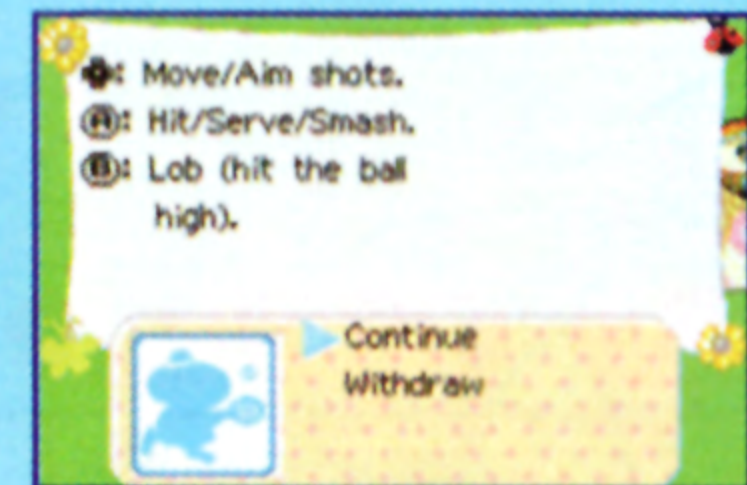 : Move/Aim shots.
Ⓐ: Hit/Serve/Smash.
Ⓑ: Lob (hit the ball
high).
Continue
Withdraw